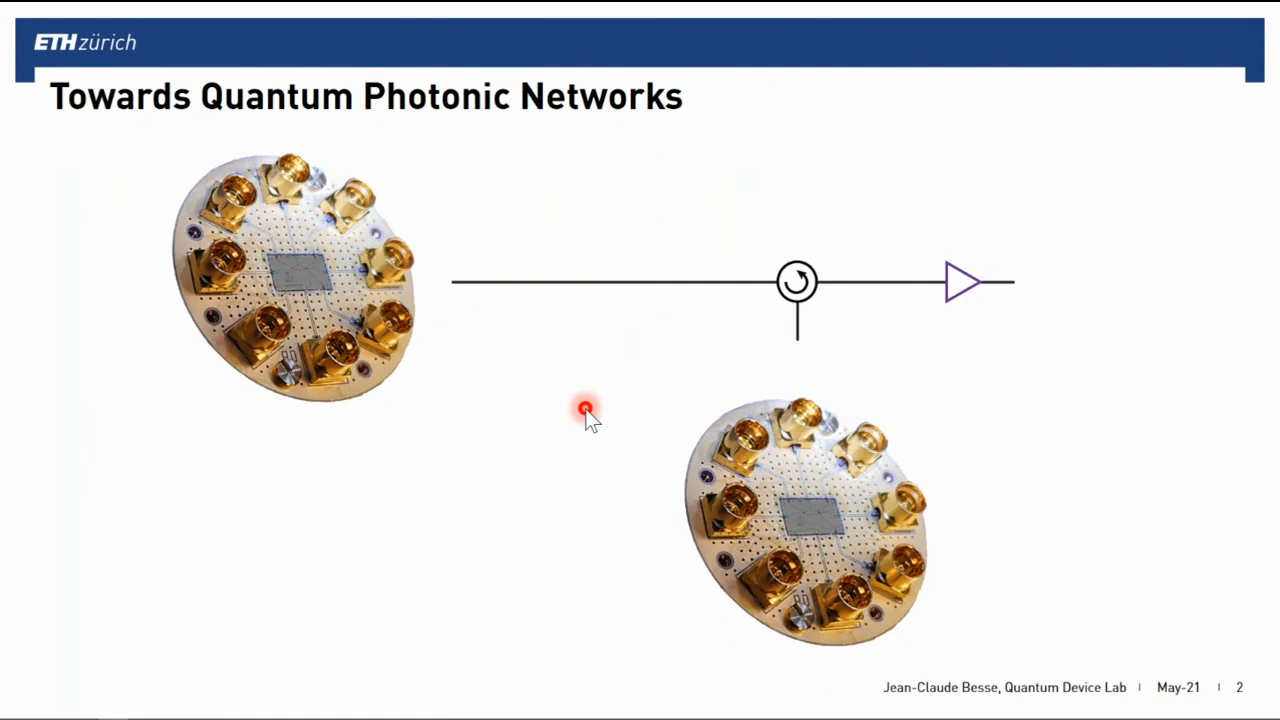 ETH zürich
Towards Quantum Photonic Networks
Jean-Claude Besse, Quantum Device Lab | May-21 | 2